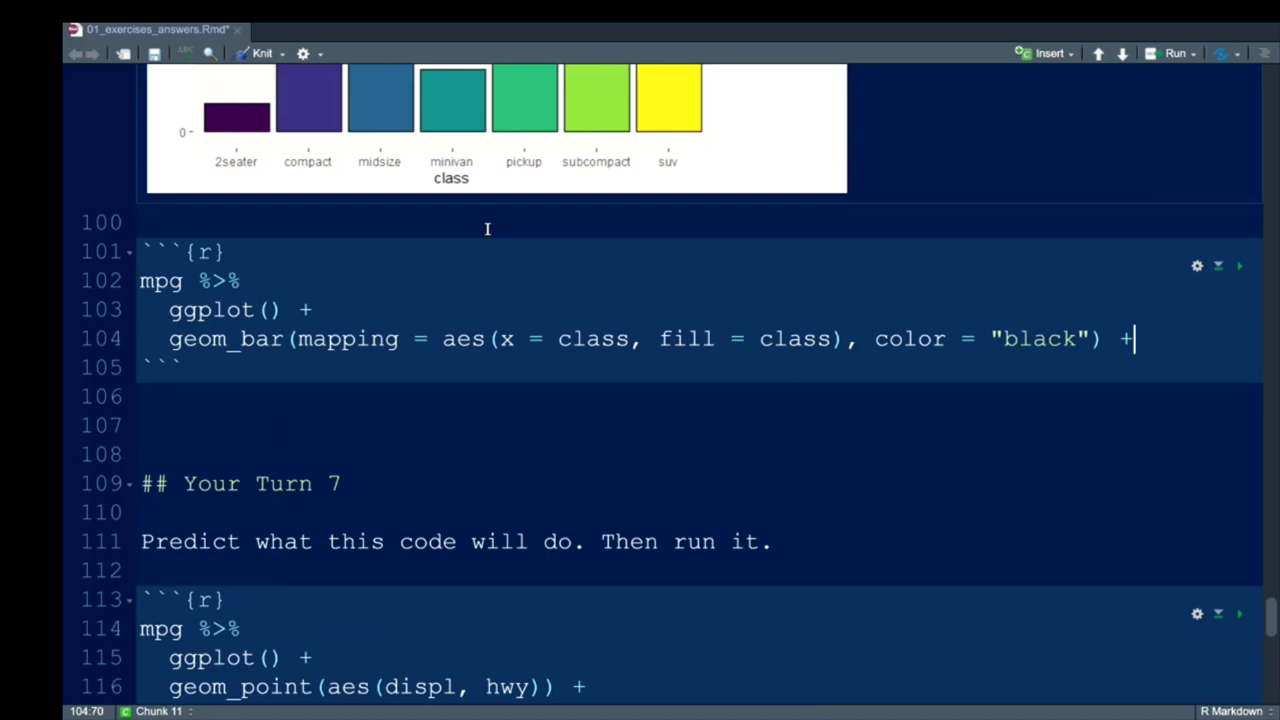 01_exercises_answers.Rmd*
ABC Knit Insert Run
0
2seater compact midsize minivan pickup subcompact suv
class
100
101 ```{r}
102 mpg %>%
103 ggplot() +
104 geom_bar(mapping = aes(x = class, fill = class), color = "black") +
105 ```
106
107
108
109 ## Your Turn 7
110
111 Predict what this code will do. Then run it.
112
113 ```{r}
114 mpg %>%
115 ggplot() +
116 geom_point(aes(displ, hwy)) +
104:70 Chunk 11 R Markdown